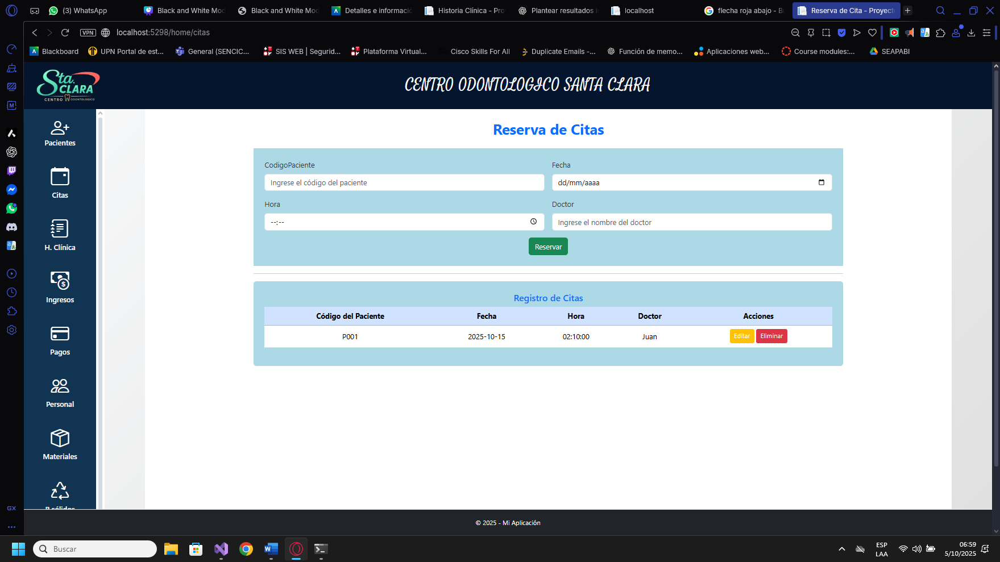 (3) WhatsApp
Black and White Mod
Black and White Mod
Detalles e informació
Historia Clínica - Pro
Plantear resultados i
localhost
flecha roja abajo - Bu
Reserva de Cita - Proyecto
VPN
localhost:5298/home/citas
Blackboard
UPN Portal de est...
General (SENCIC...
SIS WEB | Segurid...
Plataforma Virtual...
Cisco Skills For All
Duplicate Emails -...
Función de memo...
Aplicaciones web...
Course modules:...
SEAPABI
Sta.
CLARA
CENTRO ODONTOLOGICO
CENTRO ODONTOLOGICO SANTA CLARA
Pacientes
Citas
H. Clínica
Ingresos
Pagos
Personal
Materiales
R.sólidos
Reserva de Citas
CodigoPaciente
Fecha
Ingrese el código del paciente
dd/mm/aaaa
Hora
Doctor
--:--
Ingrese el nombre del doctor
Reservar
Registro de Citas
Código del Paciente Fecha Hora Doctor Acciones
P001 2025-10-15 02:10:00 Juan Editar Eliminar
© 2025 - Mi Aplicación
GX
Buscar
ESP
LAA
06:59
5/10/2025